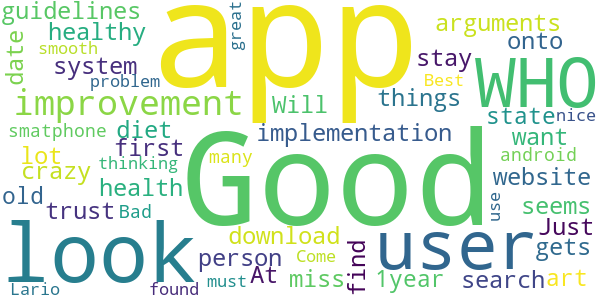 guidelines
healthy
smooth
date
system
problem
improvement
smatphone
diet
first
lot
crazy
thinking
old
health
trust
Bad
look
Lario
found
app
great
Good
Will
implementation
many
download
person
At
Come
must
miss
find
user
1year
arguments
onto
stay
WHO
Best
things
state
nice
want
android
website
use
seems
Just
gets
search
art